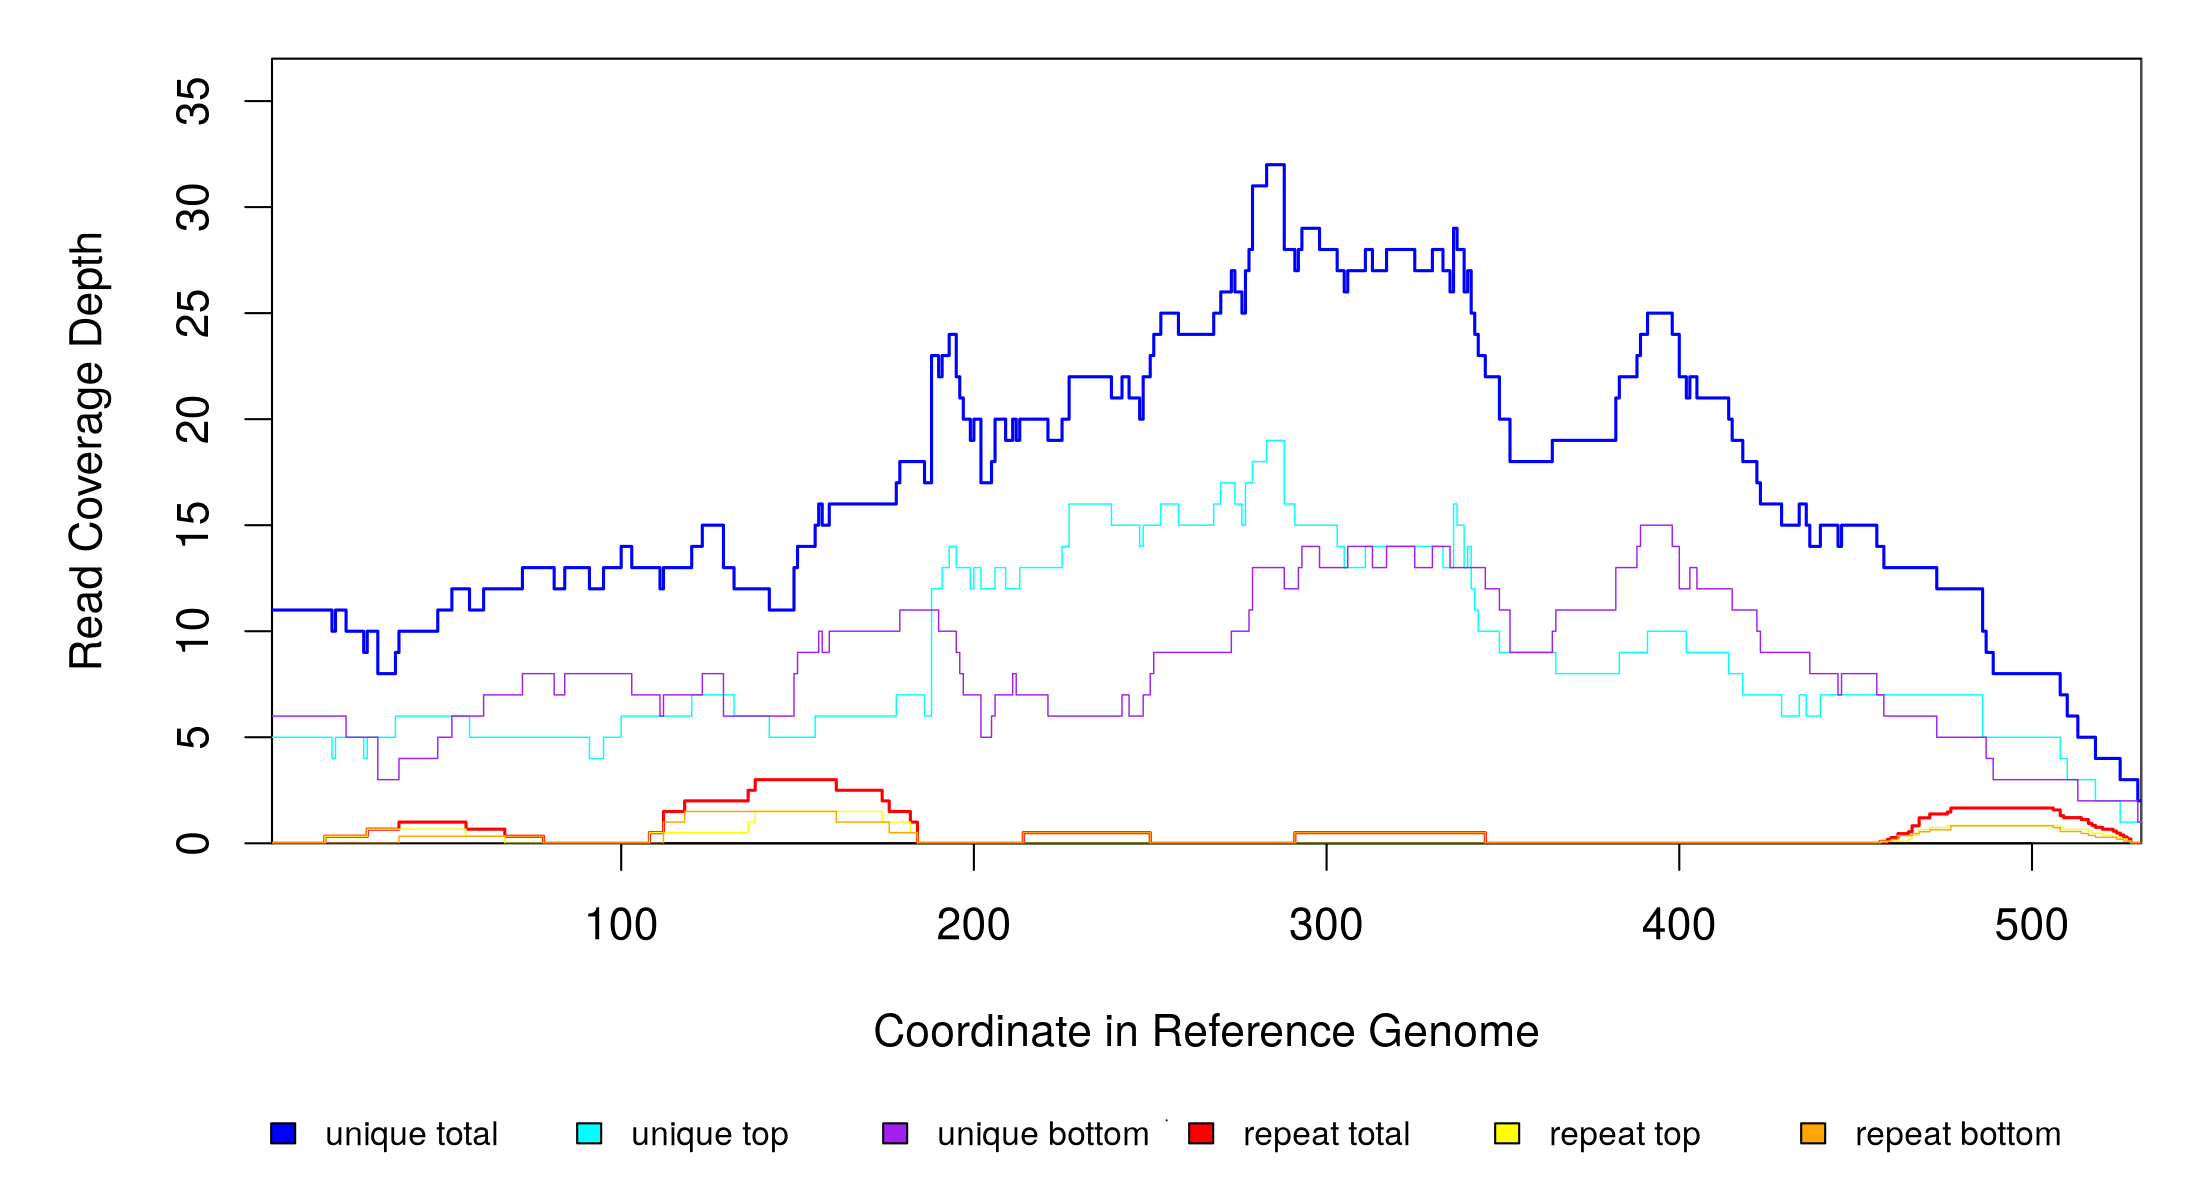 Read Coverage Depth
35
30
25
20
15
10
5
0
100 200 300 400 500
Coordinate in Reference Genome
unique total unique top unique bottom repeat total repeat top repeat bottom